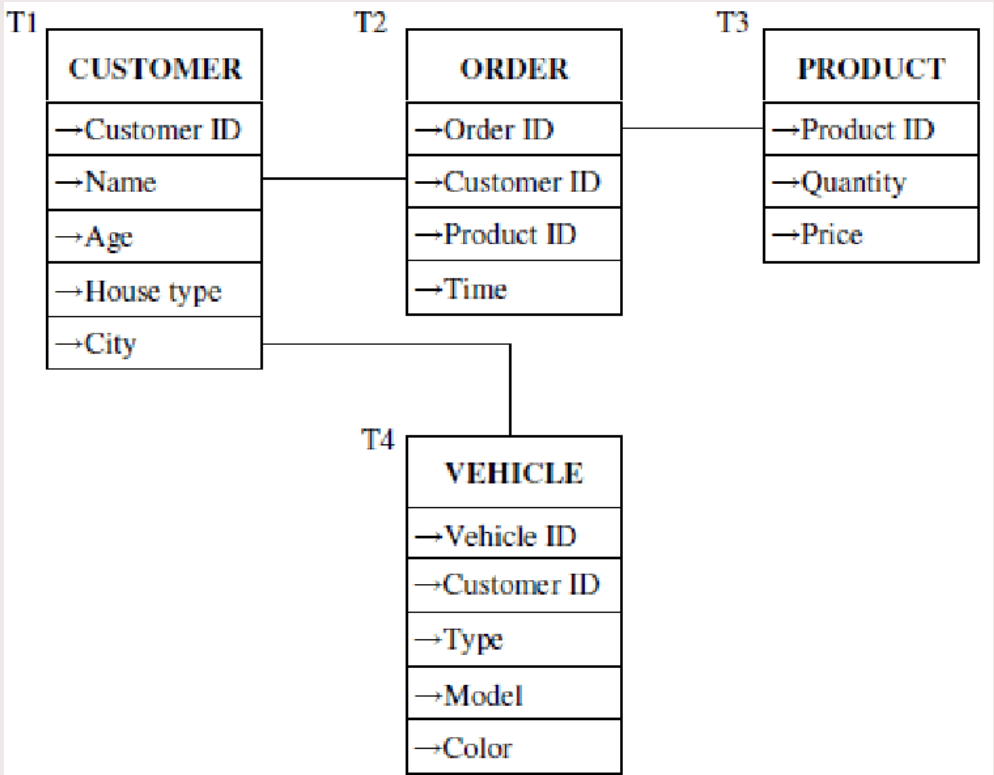 T1
CUSTOMER
→Customer ID
→Name
→Age
→House type
→City
T2
ORDER
→Order ID
→Customer ID
→Product ID
→Time
T3
PRODUCT
→Product ID
→Quantity
→Price
T4
VEHICLE
→Vehicle ID
→Customer ID
→Type
→Model
→Color